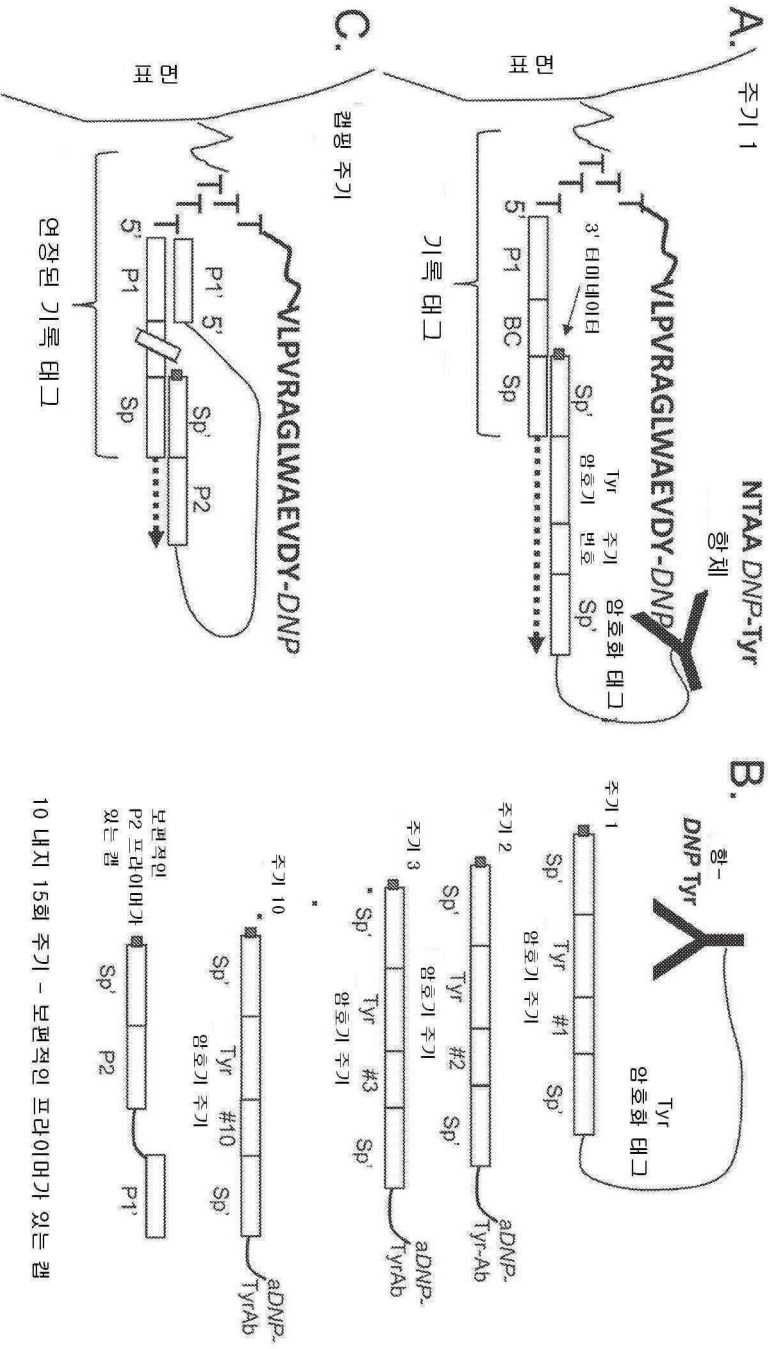 A.
주기 1
NTAA DNP-Tyr
항체
표면
VLPVRAGLWAEVDY-DNP
3' 터미네이터
5'
P1
BC
Sp
Sp'
Tyr
암호기
주기
번호
Sp'
암호화 태그
기록 태그
B.
항-
DNP Tyr
Tyr
암호화 태그
주기 1
Sp'
Tyr
암호기 주기
#1
Sp'
주기 2
Sp'
Tyr
암호기 주기
#2
Sp'
aDNP-
Tyr-Ab
주기 3
Sp'
Tyr
암호기 주기
#3
Sp'
aDNP-
TyrAb
주기 10
Sp'
Tyr
암호기 주기
#10
Sp'
aDNP-
TyrAb
보편적인
P2 프라이머가
있는 캡
Sp'
P2
P1'
10 내지 15회 주기 - 보편적인 프라이머가 있는 캡
C.
캡핑 주기
표면
VLPVRAGLWAEVDY-DNP
P1'
5'
5'
P1
Sp
Sp'
P2
연장된 기록 태그